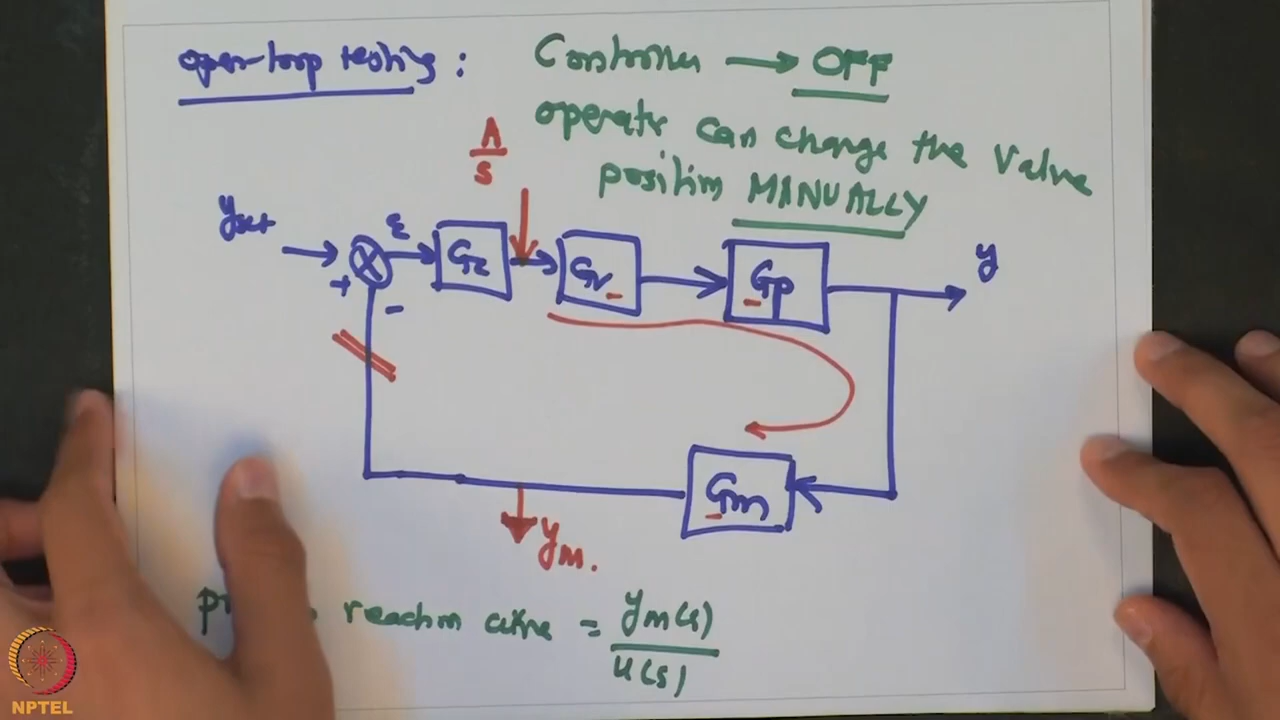 open-loop testing :
Controller → OFF
operator can change the Valve
position MANUALLY
A
s
yset
+
-
ε
Gc
Gv
Gp
y
Gm
ym.
reaction curve = ym(s)
u(s)
NPTEL